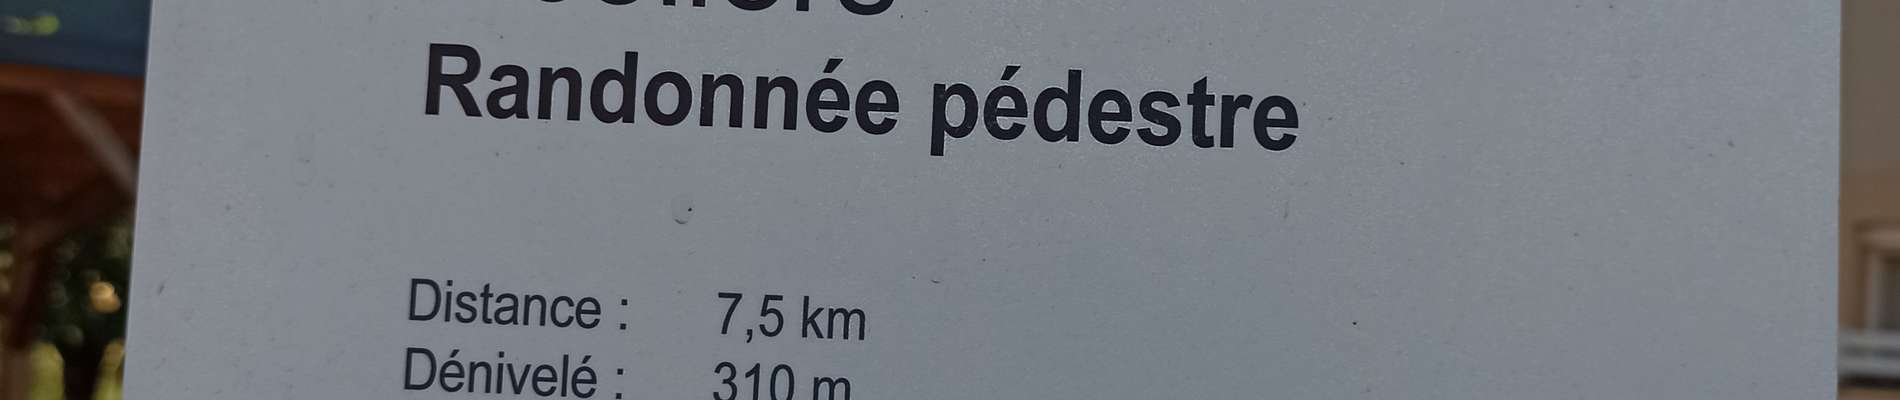 Randonnée pédestre
Distance : 7,5 km
Dénivelé : 310 m